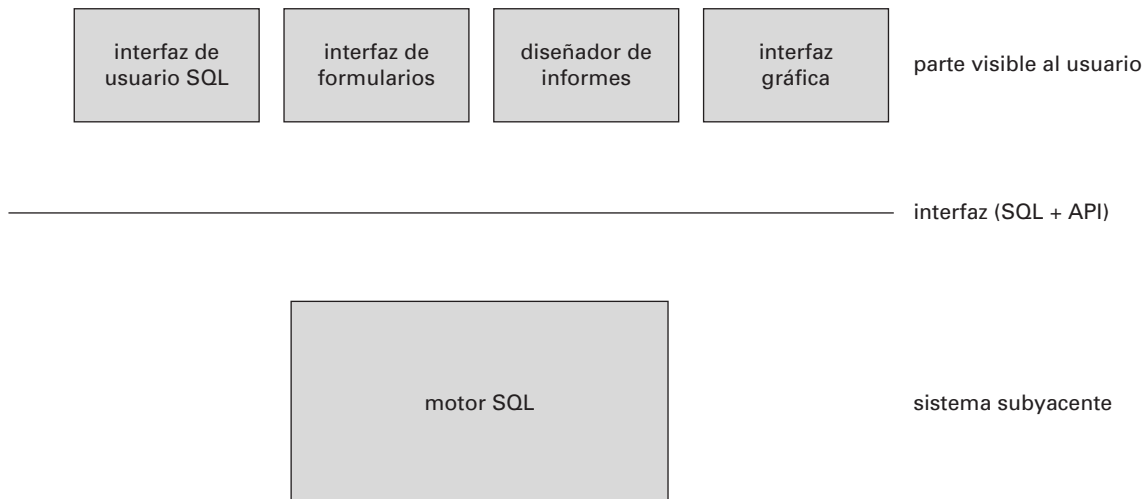 interfaz de
usuario SQL
interfaz de
formularios
diseñador de
informes
interfaz
gráfica
parte visible al usuario
interfaz (SQL + API)
motor SQL
sistema subyacente